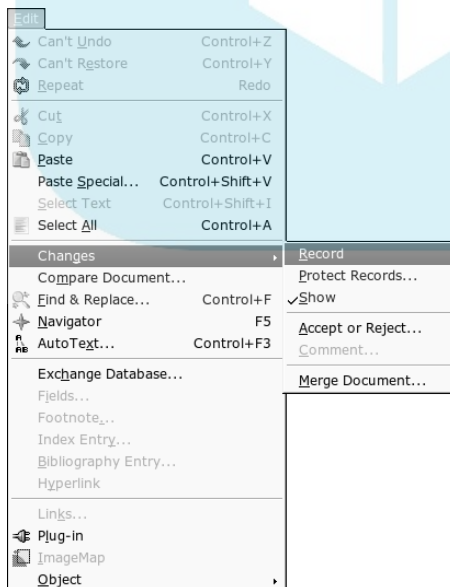 Edit
Can't Undo Control+Z
Can't Restore Control+Y
Repeat Redo
Cut Control+X
Copy Control+C
Paste Control+V
Paste Special... Control+Shift+V
Select Text Control+Shift+I
Select All Control+A
Changes
Compare Document...
Find & Replace... Control+F
Navigator F5
AutoText... Control+F3
Exchange Database...
Fields...
Footnote...
Index Entry...
Bibliography Entry...
Hyperlink
Links...
Plug-in
ImageMap
Object
Record
Protect Records...
Show
Accept or Reject...
Comment...
Merge Document...